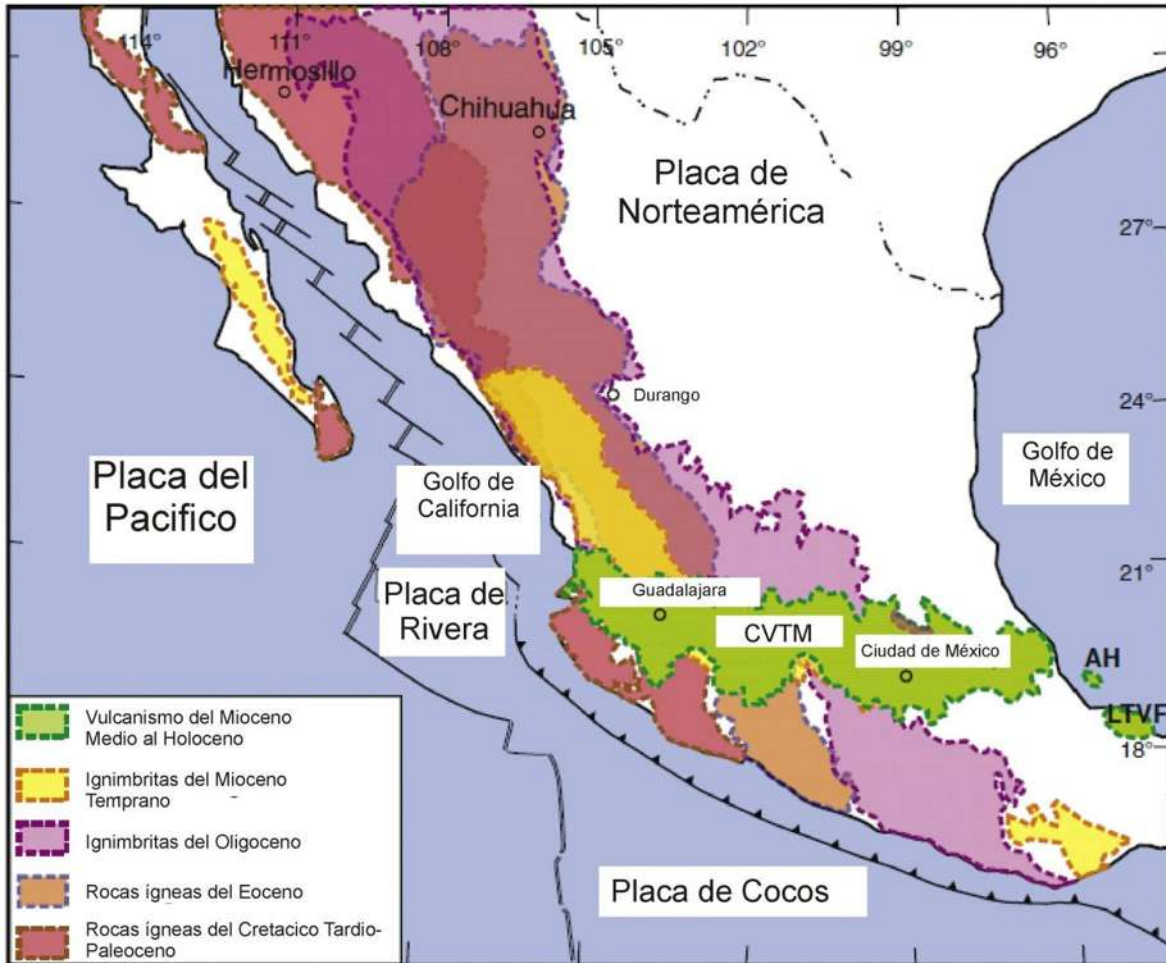 114°
111°
108°
105°
102°
99°
96°
Hermosillo
Chihuahua
Placa de
Norteamérica
27°
Durango
24°
Golfo de
México
Placa del
Pacifico
Golfo de
California
21°
Placa de
Rivera
Guadalajara
CVTM
Ciudad de México
AH
LTVF
18°
Placa de Cocos
Vulcanismo del Mioceno
Medio al Holoceno
Ignimbritas del Mioceno
Temprano
Ignimbritas del Oligoceno
Rocas ígneas del Eoceno
Rocas ígneas del Cretacico Tardio-
Paleoceno